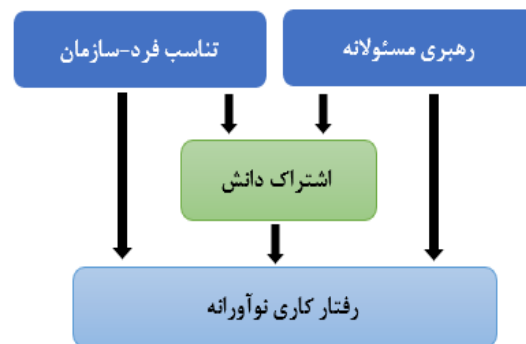 رهبری مسئولانه
تناسب فرد-سازمان
اشتراک دانش
رفتار کاری نوآورانه